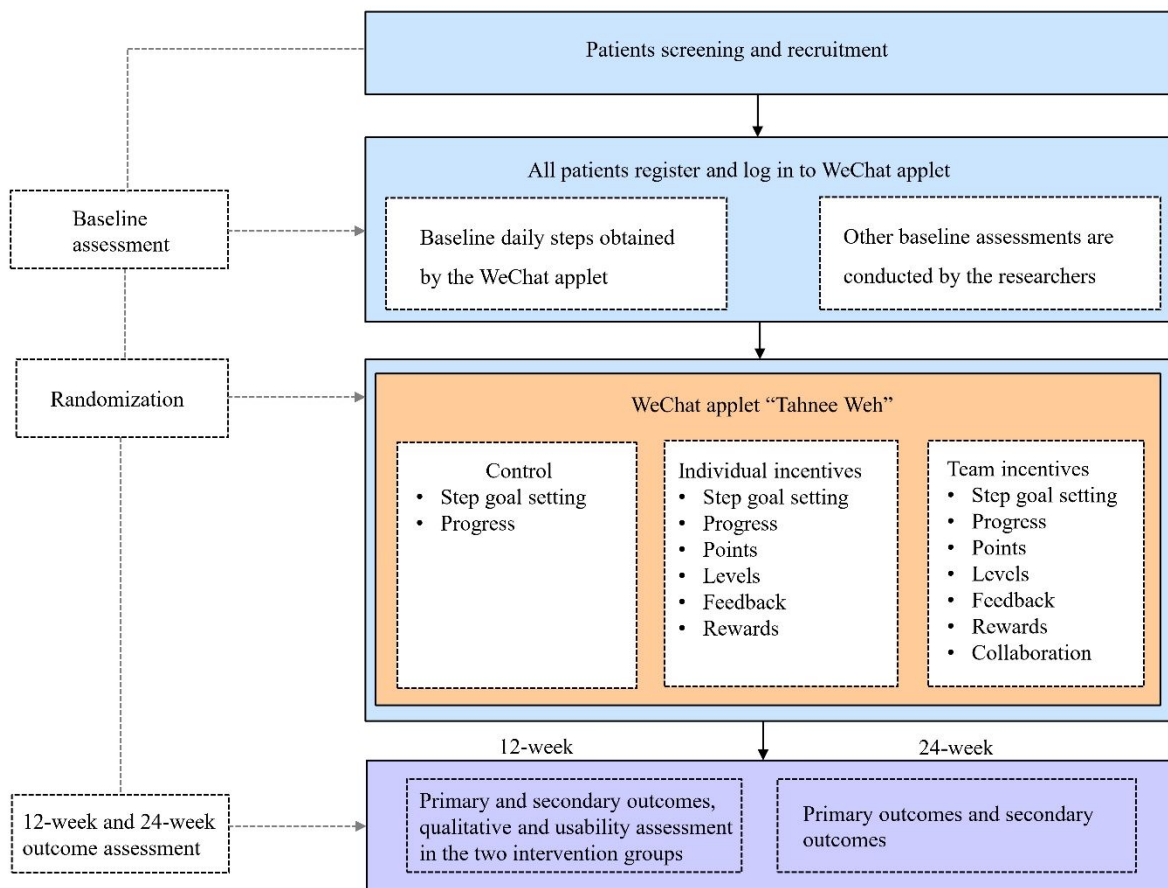 Patients screening and recruitment
All patients register and log in to WeChat applet
Baseline
assessment
Baseline daily steps obtained
by the WeChat applet
Other baseline assessments are
conducted by the researchers
Randomization
WeChat applet “Tahnee Weh”
Control
• Step goal setting
• Progress
Individual incentives
• Step goal setting
• Progress
• Points
• Levels
• Feedback
• Rewards
Team incentives
• Step goal setting
• Progress
• Points
• Levels
• Feedback
• Rewards
• Collaboration
12-week
24-week
12-week and 24-week
outcome assessment
Primary and secondary outcomes,
qualitative and usability assessment
in the two intervention groups
Primary outcomes and secondary
outcomes